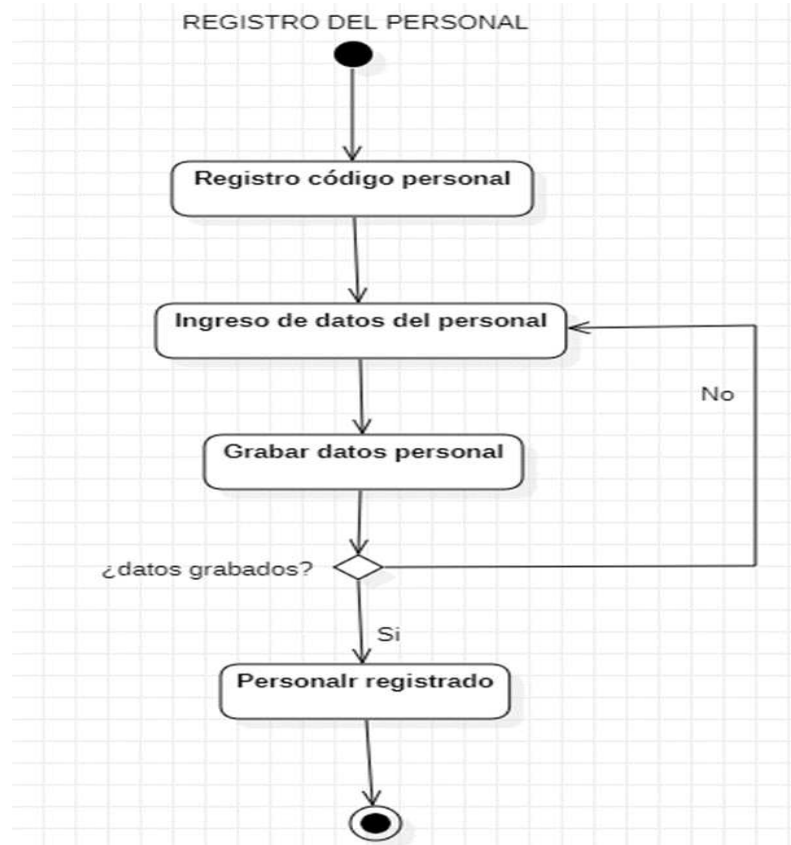 REGISTRO DEL PERSONAL
Registro código personal
Ingreso de datos del personal
No
Grabar datos personal
¿datos grabados?
Si
Personalr registrado